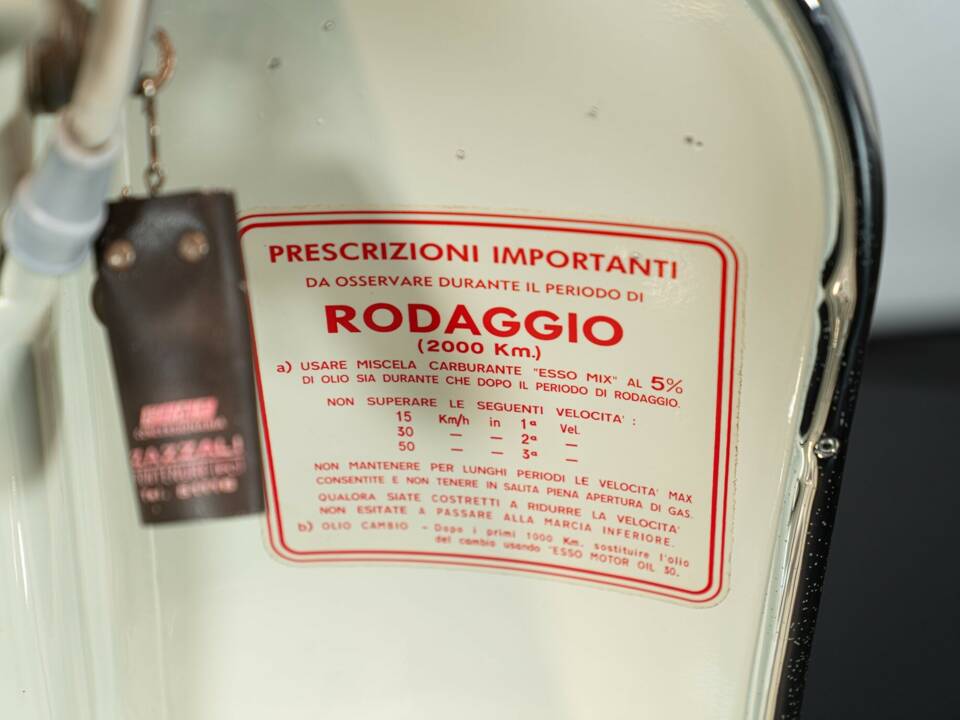 PRESCRIZIONI IMPORTANTI
DA OSSERVARE DURANTE IL PERIODO DI
RODAGGIO
(2000 Km.)
a) USARE MISCELA CARBURANTE "ESSO MIX" AL 5%
DI OLIO SIA DURANTE CHE DOPO IL PERIODO DI RODAGGIO.
NON SUPERARE LE SEGUENTI VELOCITA' :
15 Km/h in 1ª Vel.
30 — — 2ª —
50 — — 3ª —
NON MANTENERE PER LUNGHI PERIODI LE VELOCITA' MAX
CONSENTITE E NON TENERE IN SALITA PIENA APERTURA DI GAS.
QUALORA SIATE COSTRETTI A RIDURRE LA VELOCITA'
NON ESITATE A PASSARE ALLA MARCIA INFERIORE.
b) OLIO CAMBIO - Dopo i primi 1000 Km. sostituire l'olio
del cambio usando "ESSO MOTOR OIL 30.